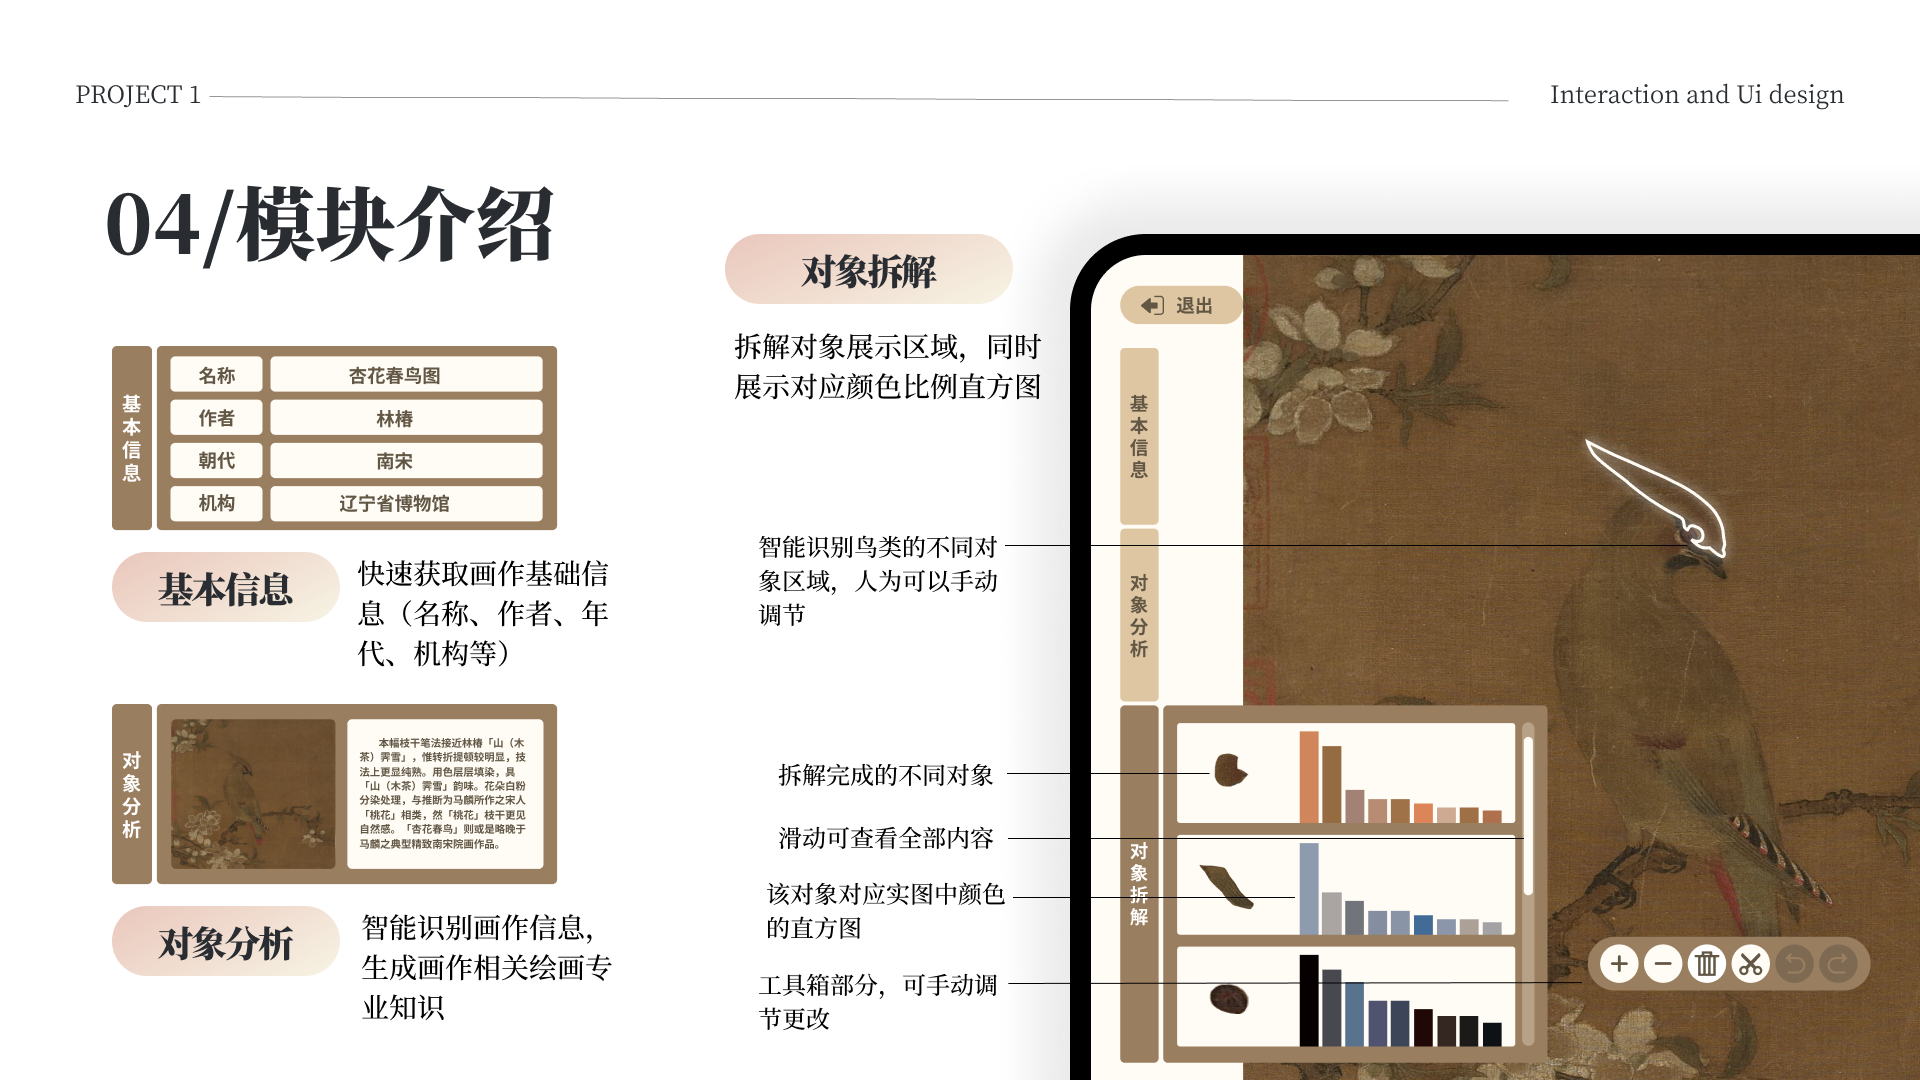 PROJECT 1
Interaction and Ui design
04/模块介绍
基本信息
名称
杏花春鸟图
作者
林椿
朝代
南宋
机构
辽宁省博物馆
基本信息
快速获取画作基础信
息（名称、作者、年
代、机构等）
对象分析
本幅枝干笔法接近林椿「山（木
茶）霁雪」，惟转折提顿较明显，技
法上更显纯熟。用色层层填染，具
「山（木茶）霁雪」韵味。花朵白粉
分染处理，与推断为马麟所作之宋人
「桃花」相类，然「桃花」枝干更见
自然感。「杏花春鸟」则或是略晚于
马麟之典型精致南宋院画作品。
对象分析
智能识别画作信息，
生成画作相关绘画专
业知识
对象拆解
拆解对象展示区域，同时
展示对应颜色比例直方图
智能识别鸟类的不同对
象区域，人为可以手动
调节
拆解完成的不同对象
滑动可查看全部内容
该对象对应实图中颜色
的直方图
工具箱部分，可手动调
节更改
退出
基本信息
对象分析
对象拆解